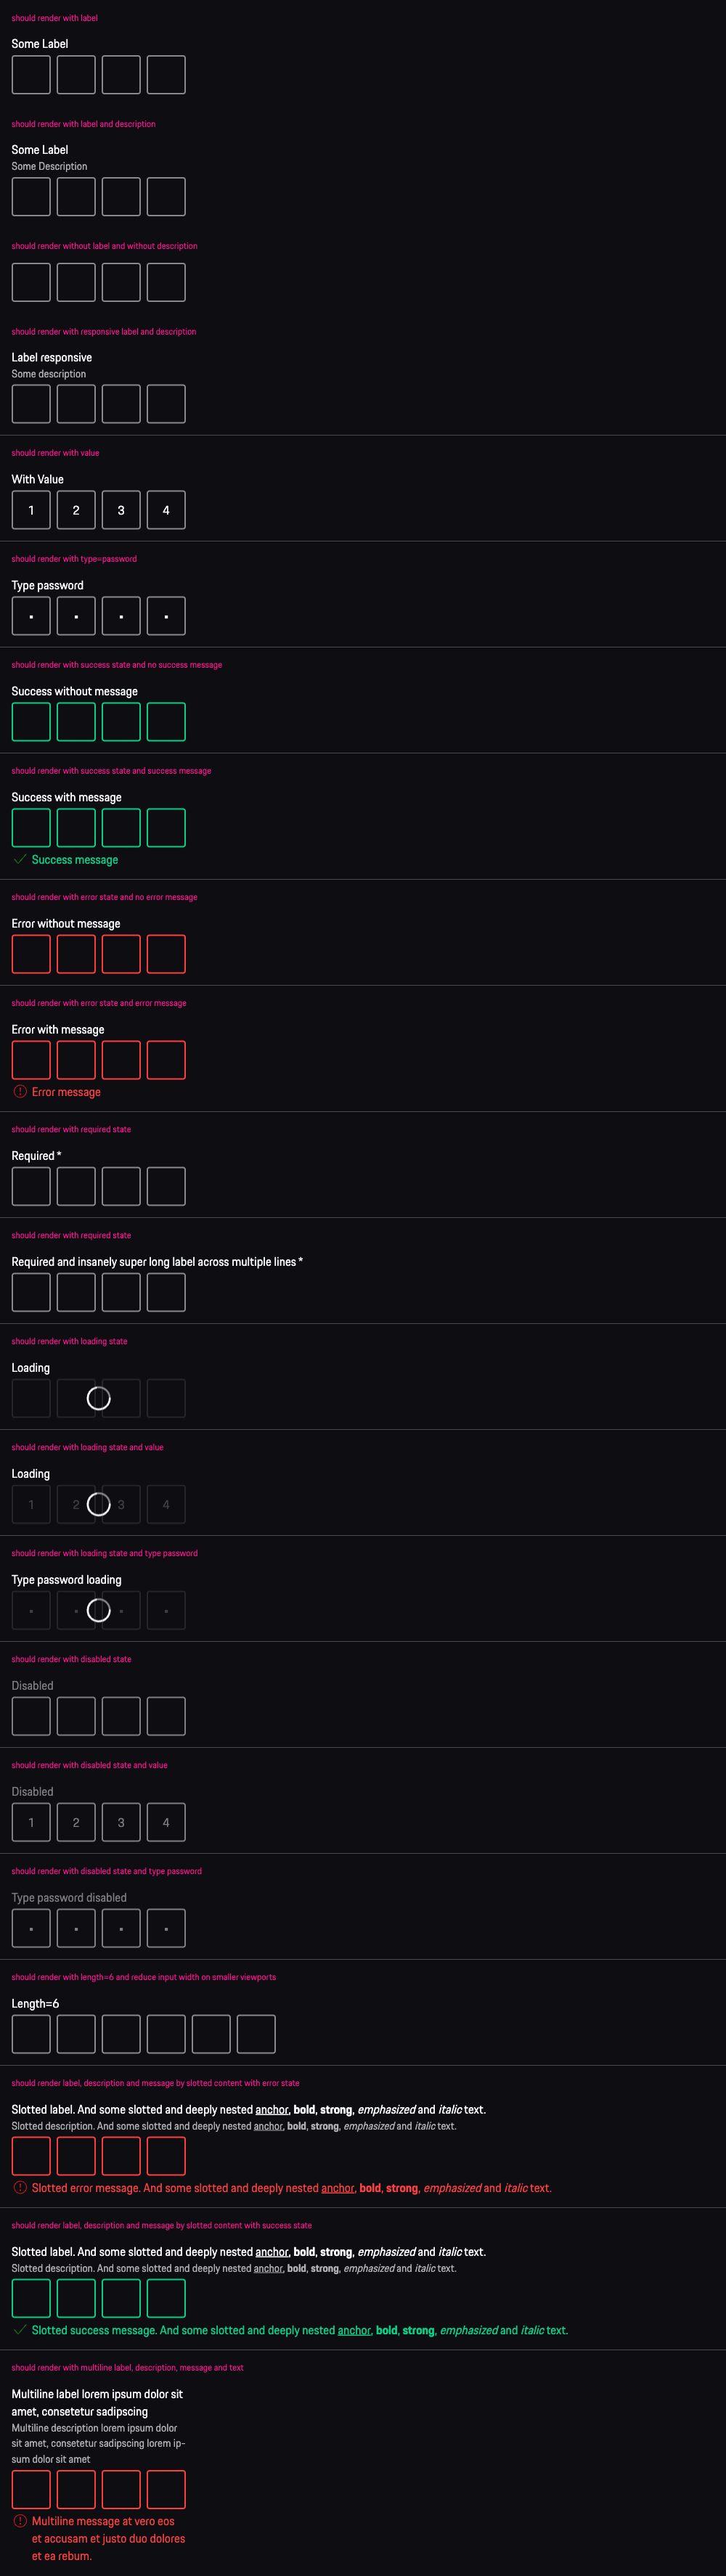 should render with label
Some Label
should render with label and description
Some Label
Some Description
should render without label and without description
should render with responsive label and description
Label responsive
Some description
should render with value
With Value
1 2 3 4
should render with type=password
Type password
should render with success state and no success message
Success without message
should render with success state and success message
Success with message
Success message
should render with error state and no error message
Error without message
should render with error state and error message
Error with message
Error message
should render with required state
Required *
should render with required state
Required and insanely super long label across multiple lines *
should render with loading state
Loading
should render with loading state and value
Loading
1 2 3 4
should render with loading state and type password
Type password loading
should render with disabled state
Disabled
should render with disabled state and value
Disabled
1 2 3 4
should render with disabled state and type password
Type password disabled
should render with length=6 and reduce input width on smaller viewports
Length=6
should render label, description and message by slotted content with error state
Slotted label. And some slotted and deeply nested anchor, bold, strong, emphasized and italic text.
Slotted description. And some slotted and deeply nested anchor, bold, strong, emphasized and italic text.
Slotted error message. And some slotted and deeply nested anchor, bold, strong, emphasized and italic text.
should render label, description and message by slotted content with success state
Slotted label. And some slotted and deeply nested anchor, bold, strong, emphasized and italic text.
Slotted description. And some slotted and deeply nested anchor, bold, strong, emphasized and italic text.
Slotted success message. And some slotted and deeply nested anchor, bold, strong, emphasized and italic text.
should render with multiline label, description, message and text
Multiline label lorem ipsum dolor sit
amet, consetetur sadipscing
Multiline description lorem ipsum dolor
sit amet, consetetur sadipscing lorem ip-
sum dolor sit amet
Multiline message at vero eos
et accusam et justo duo dolores
et ea rebum.